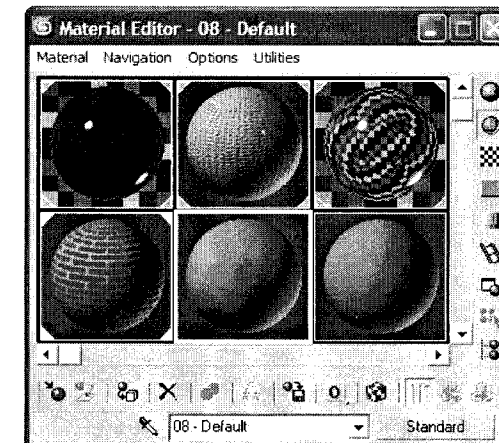 Material Editor - 08 - Default
Material Navigation Options Utilities
08 - Default Standard